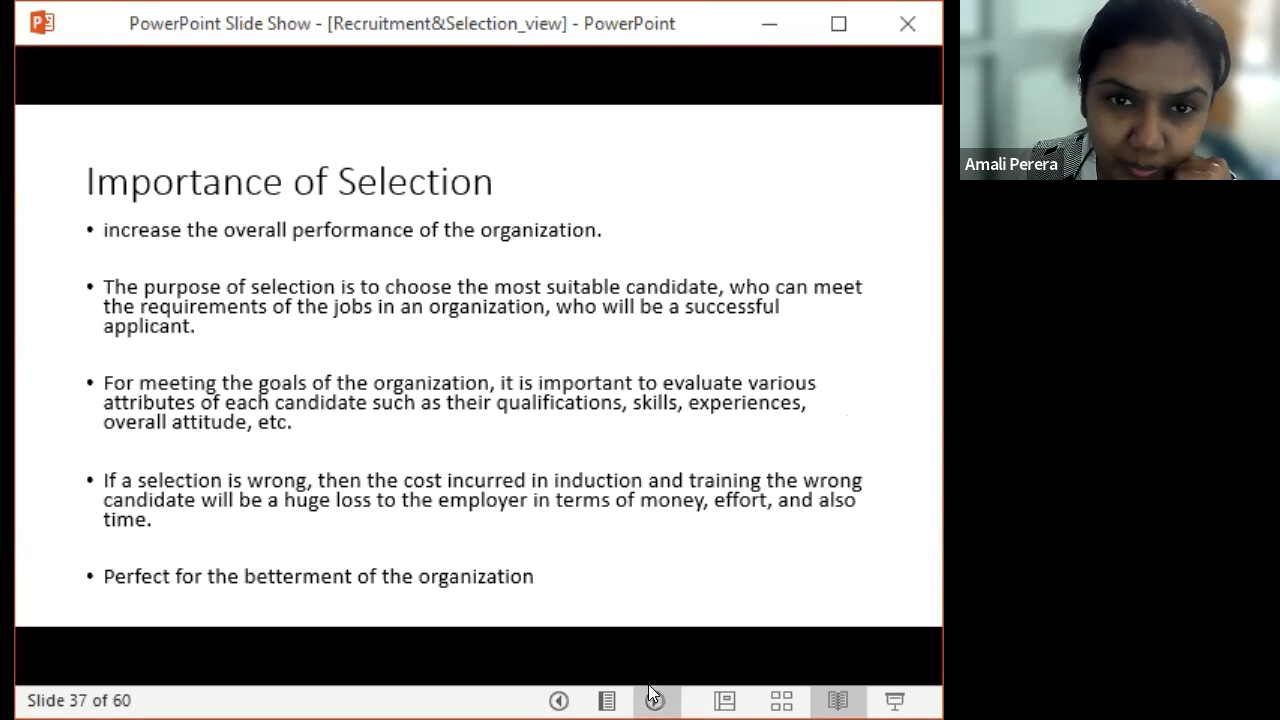 PowerPoint Slide Show - [Recruitment&Selection_view] - PowerPoint
Amali Perera
Importance of Selection
• increase the overall performance of the organization.
• The purpose of selection is to choose the most suitable candidate, who can meet
the requirements of the jobs in an organization, who will be a successful
applicant.
• For meeting the goals of the organization, it is important to evaluate various
attributes of each candidate such as their qualifications, skills, experiences,
overall attitude, etc.
• If a selection is wrong, then the cost incurred in induction and training the wrong
candidate will be a huge loss to the employer in terms of money, effort, and also
time.
• Perfect for the betterment of the organization
Slide 37 of 60